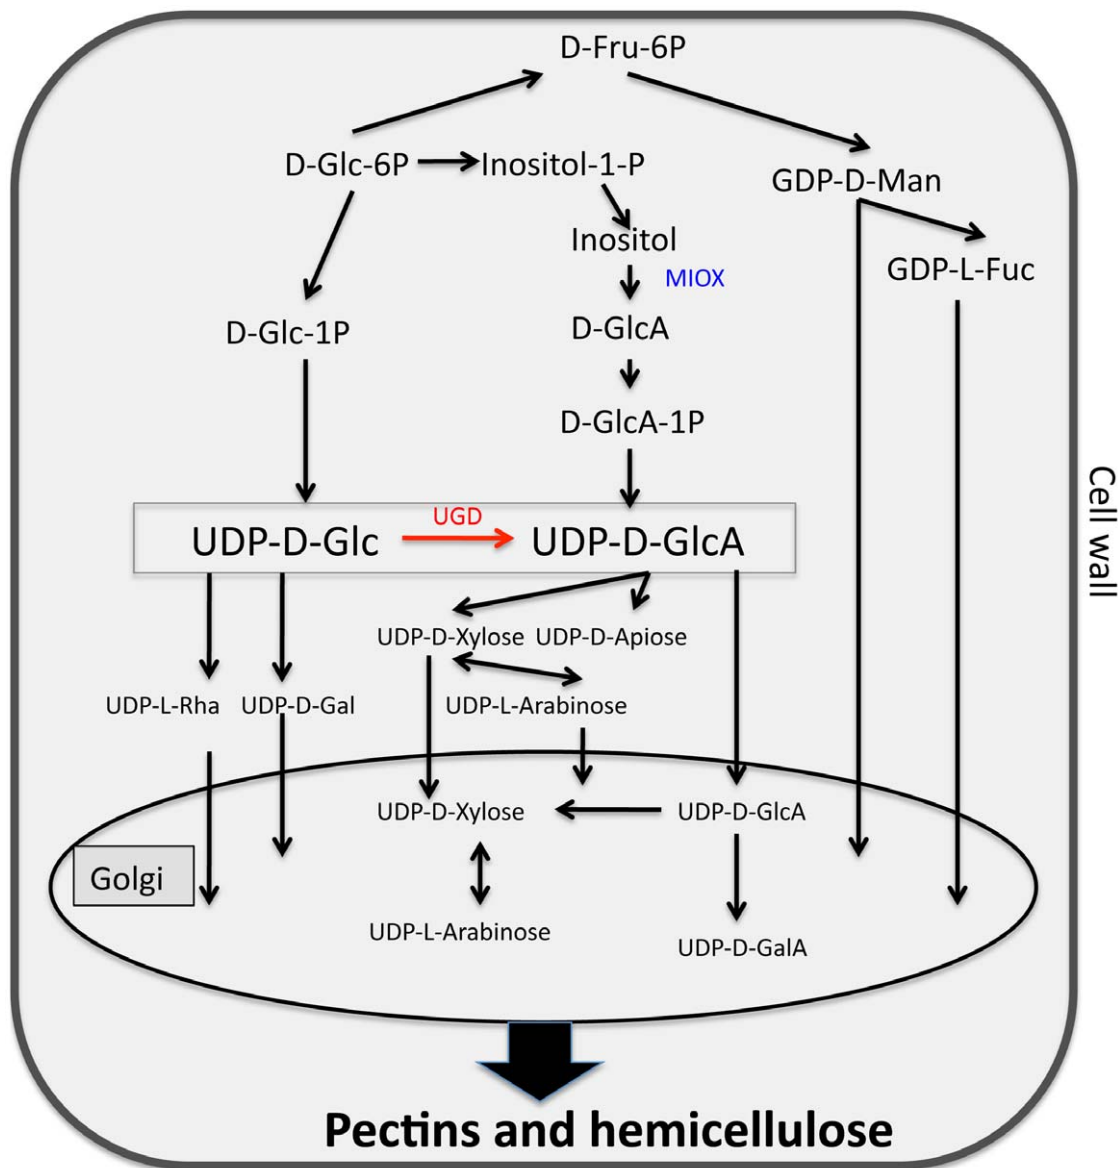 D-Fru-6P
D-Glc-6P
Inositol-1-P
GDP-D-Man
Inositol
GDP-L-Fuc
MIOX
D-Glc-1P
D-GlcA
D-GlcA-1P
Cell wall
UGD
UDP-D-Glc
UDP-D-GlcA
UDP-D-Xylose
UDP-D-Apiose
UDP-L-Rha
UDP-D-Gal
UDP-L-Arabinose
UDP-D-Xylose
UDP-D-GlcA
Golgi
UDP-L-Arabinose
UDP-D-GalA
Pectins and hemicellulose